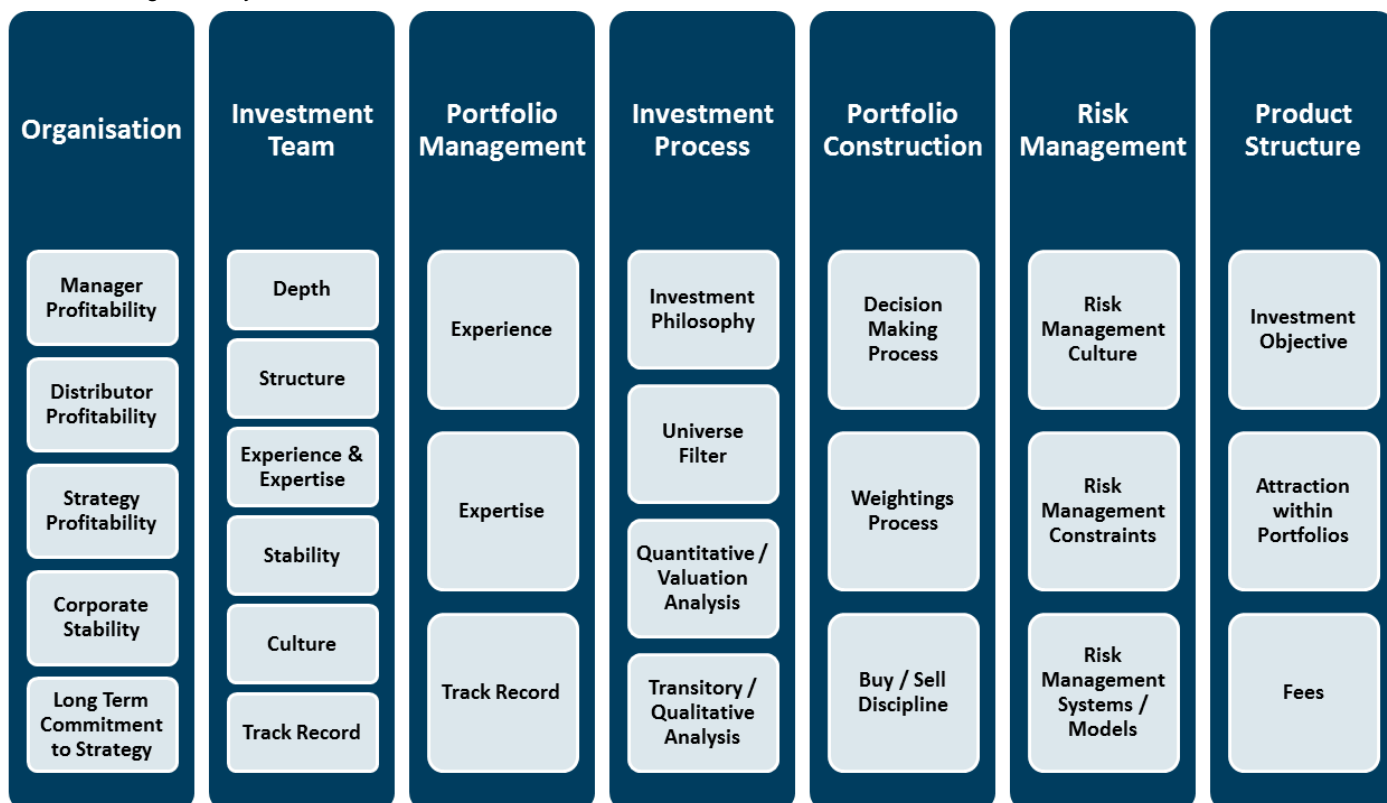 Organisation
Manager
Profitability
Distributor
Profitability
Strategy
Profitability
Corporate
Stability
Long Term
Commitment
to Strategy
Investment
Team
Depth
Structure
Experience &
Expertise
Stability
Culture
Track Record
Portfolio
Management
Experience
Expertise
Track Record
Investment
Process
Investment
Philosophy
Universe
Filter
Quantitative /
Valuation
Analysis
Transitory /
Qualitative
Analysis
Portfolio
Construction
Decision
Making
Process
Weightings
Process
Buy / Sell
Discipline
Risk
Management
Risk
Management
Culture
Risk
Management
Constraints
Risk
Management
Systems /
Models
Product
Structure
Investment
Objective
Attraction
within
Portfolios
Fees